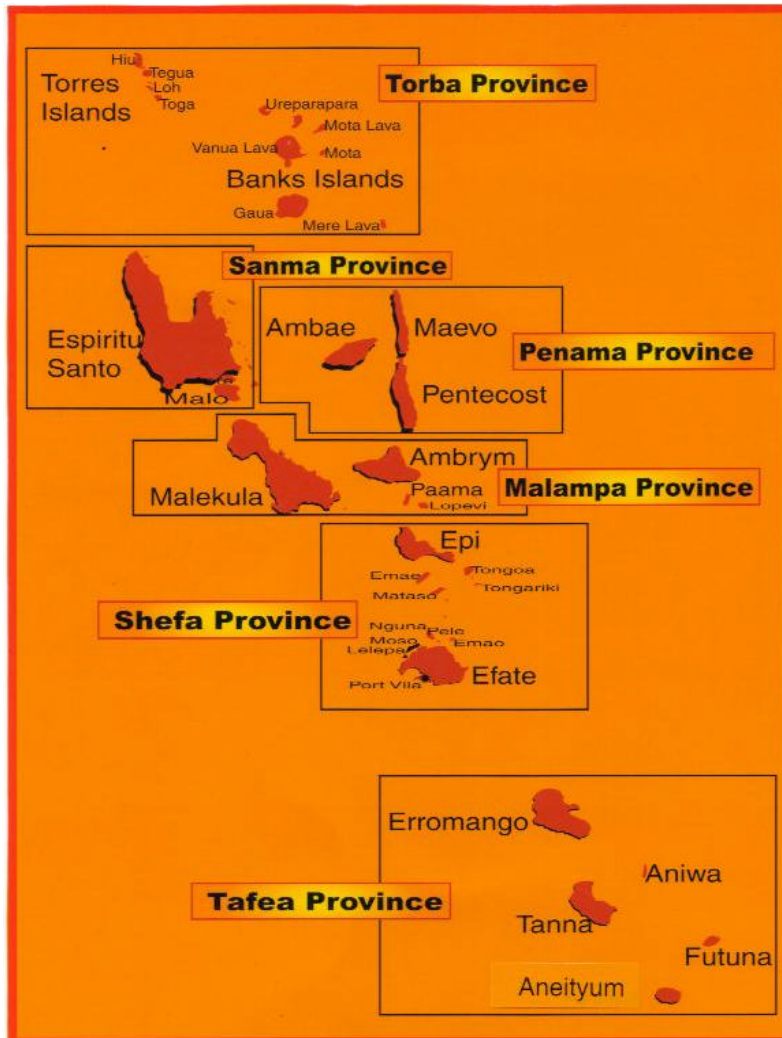 Hiu
Torres
Islands
Tegua
Loh
Toga
Torba Province
Ureparapara
Mota Lava
Vanua Lava
Mota
Banks Islands
Gaua
Mere Lava
Sanma Province
Espiritu
Santo
Malo
Ambae
Maevo
Pentecost
Penama Province
Malekula
Ambrym
Paama
Lopevi
Malampa Province
Epi
Emae
Tongoa
Tongariki
Mataso
Shefa Province
Nguna
Pele
Moso
Emao
Lelepa
Efate
Port Vila
Erromango
Aniwa
Tafea Province
Tanna
Futuna
Aneityum